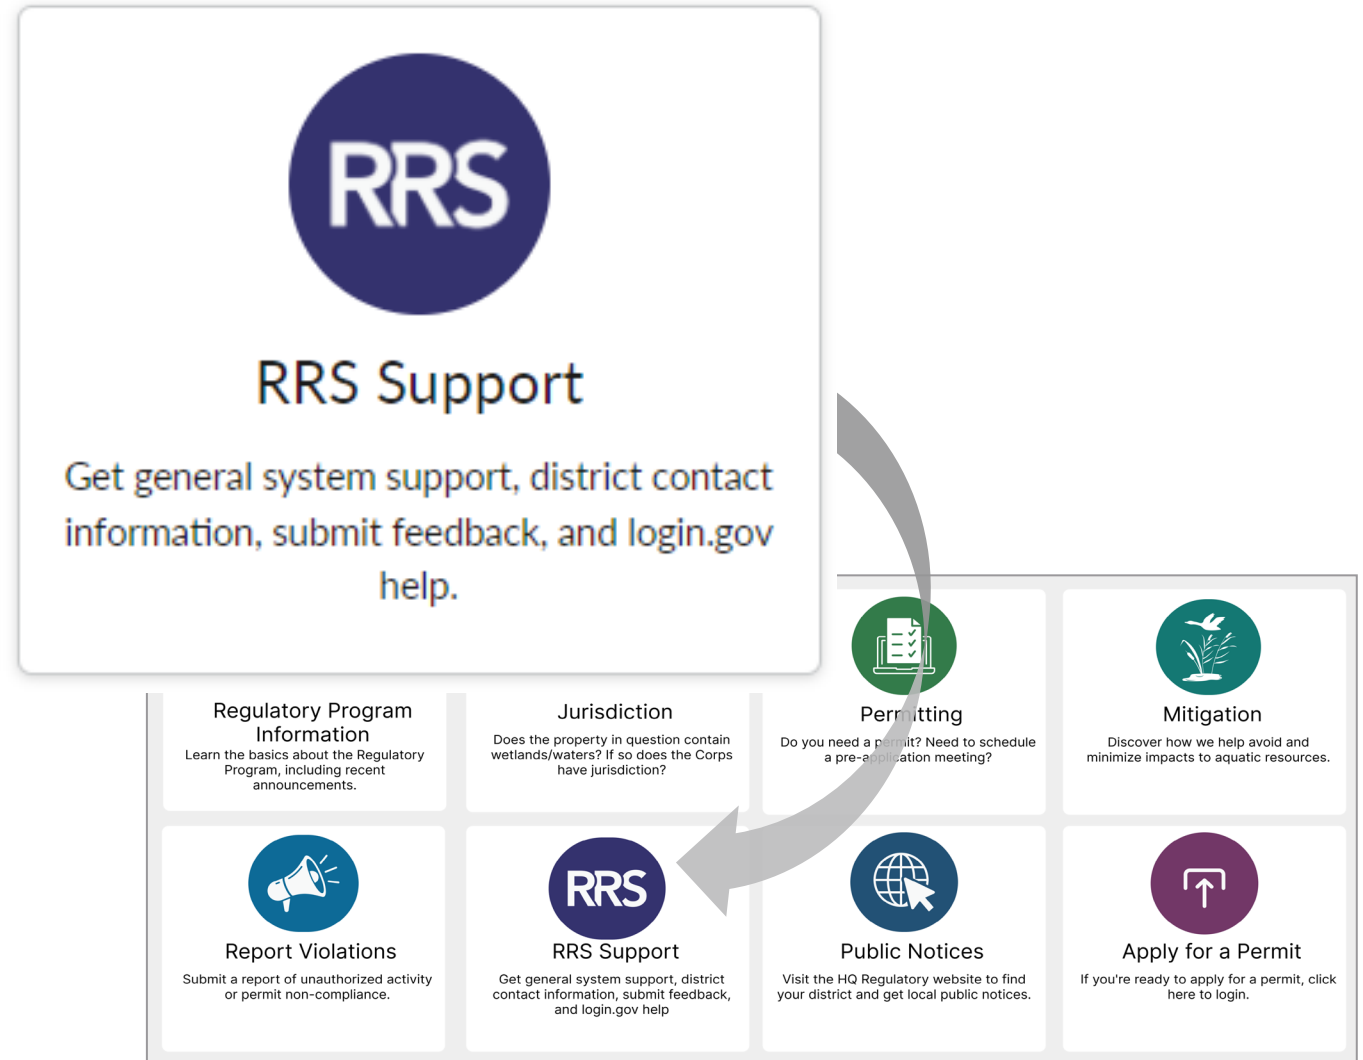 RRS
RRS Support
Get general system support, district contact
information, submit feedback, and login.gov
help.
Regulatory Program
Information
Learn the basics about the Regulatory
Program, including recent
announcements.
Jurisdiction
Does the property in question contain
wetlands/waters? If so does the Corps
have jurisdiction?
Permitting
Do you need a permit? Need to schedule
a pre-application meeting?
Mitigation
Discover how we help avoid and
minimize impacts to aquatic resources.
Report Violations
Submit a report of unauthorized activity
or permit non-compliance.
RRS
RRS Support
Get general system support, district
contact information, submit feedback,
and login.gov help
Public Notices
Visit the HQ Regulatory website to find
your district and get local public notices.
Apply for a Permit
If you're ready to apply for a permit, click
here to login.